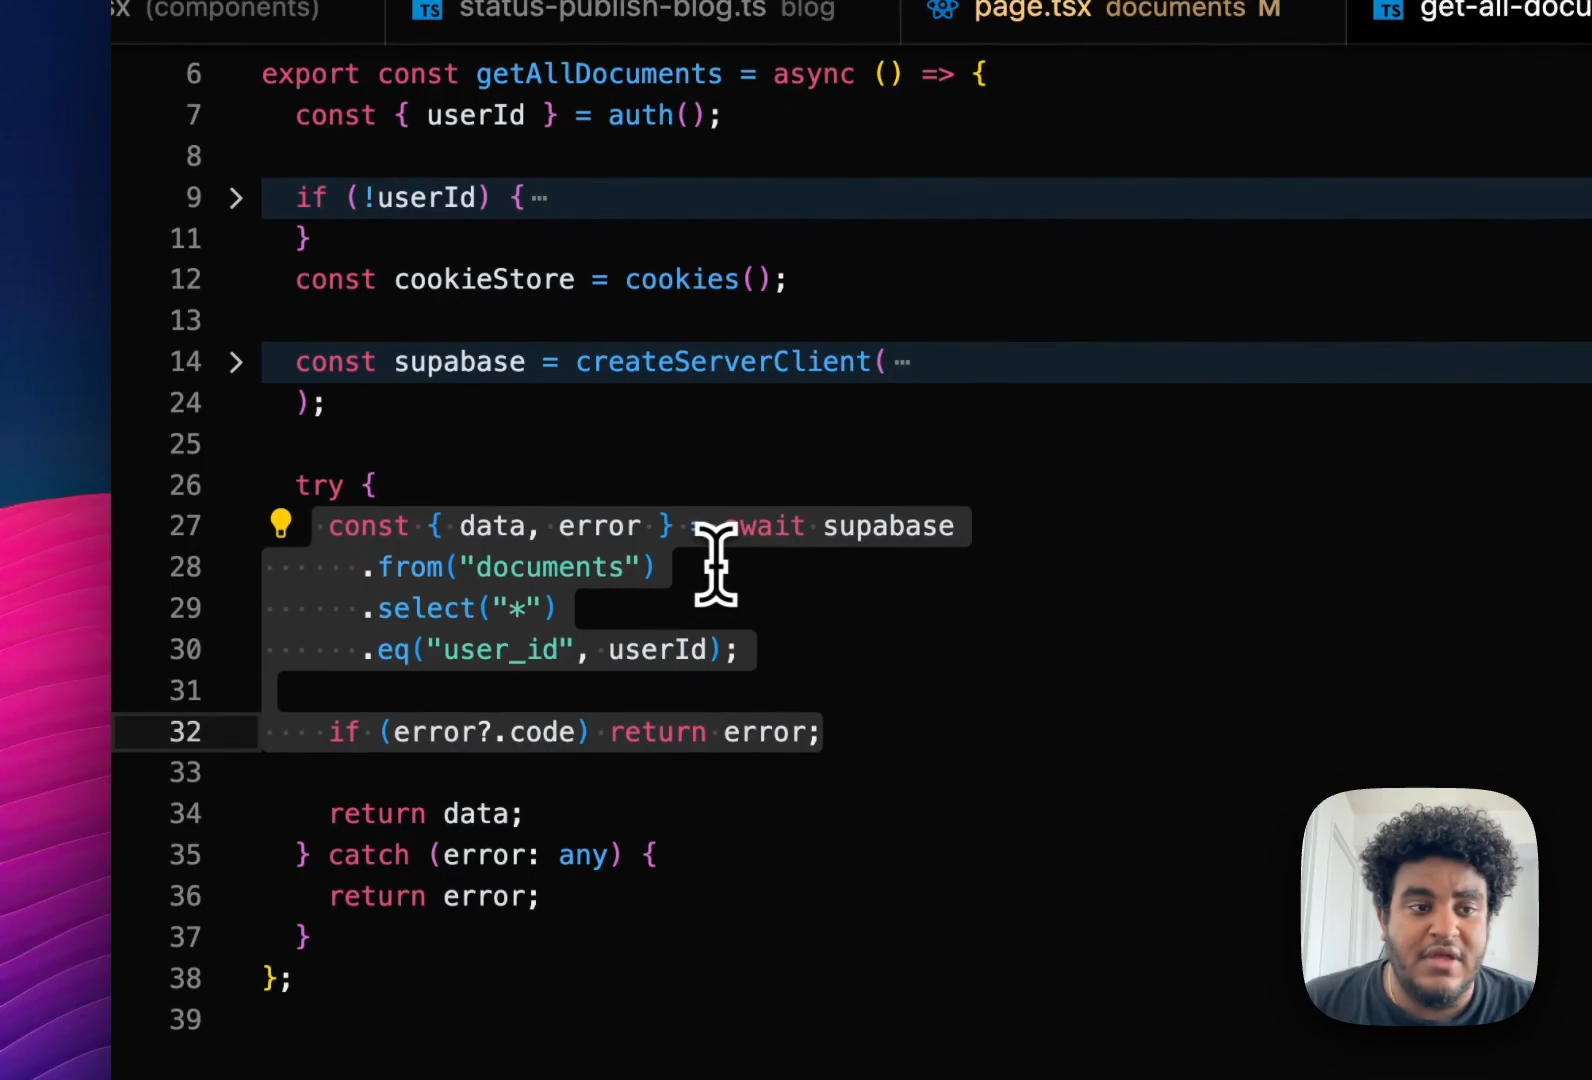 sx (components)
TS status-publish-blog.ts blog
page.tsx documents M
TS get-all-docu
6 export const getAllDocuments = async () => {
7 const { userId } = auth();
8
9 if (!userId) {…
11 }
12 const cookieStore = cookies();
13
14 const supabase = createServerClient(…
24 );
25
26 try {
27 const { data, error } = await supabase
28 .from("documents")
29 .select("*")
30 .eq("user_id", userId);
31
32 if (error?.code) return error;
33
34 return data;
35 } catch (error: any) {
36 return error;
37 }
38 };
39